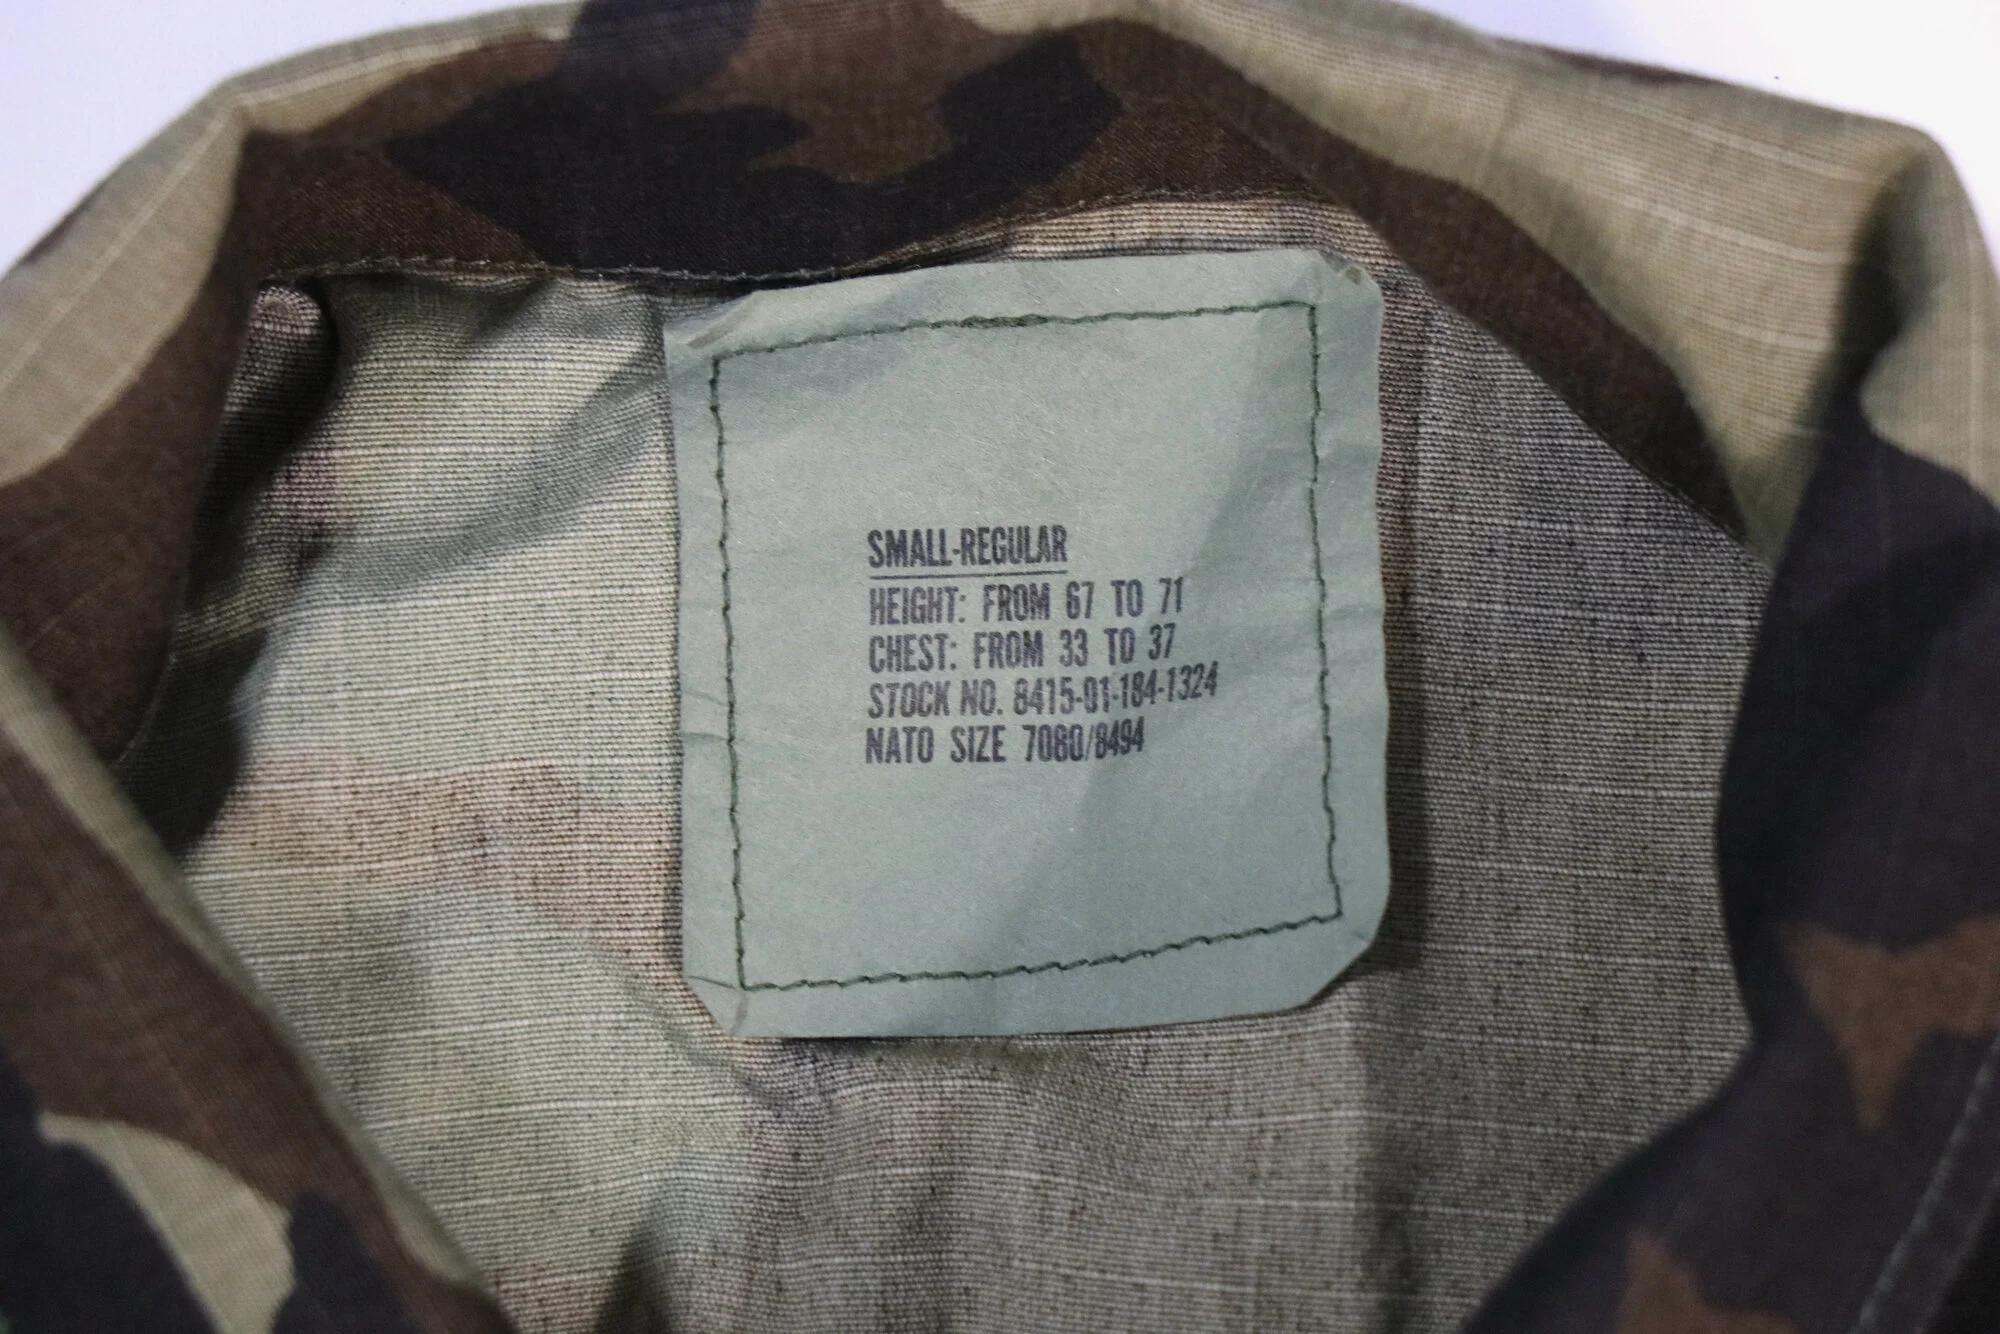 SMALL-REGULAR
HEIGHT: FROM 67 TO 71
CHEST: FROM 33 TO 37
STOCK NO. 8415-01-184-1324
NATO SIZE 7080/8494